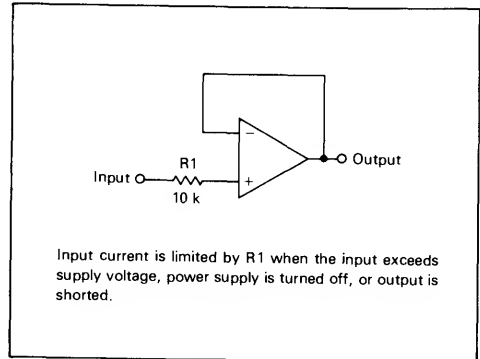 R1
Input
10 k
−
+
Output
Input current is limited by R1 when the input exceeds
supply voltage, power supply is turned off, or output is
shorted.